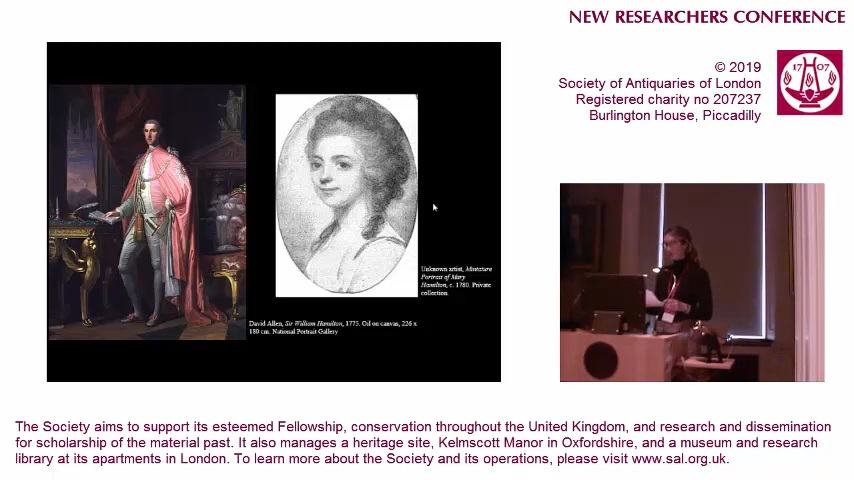 NEW RESEARCHERS CONFERENCE
© 2019
Society of Antiquaries of London
Registered charity no 207237
Burlington House, Piccadilly
17 07
Unknown artist, Miniature
Portrait of Mary
Hamilton, c. 1780. Private
collection.
David Allen, Sir William Hamilton, 1775. Oil on canvas, 226 x
180 cm. National Portrait Gallery
The Society aims to support its esteemed Fellowship, conservation throughout the United Kingdom, and research and dissemination
for scholarship of the material past. It also manages a heritage site, Kelmscott Manor in Oxfordshire, and a museum and research
library at its apartments in London. To learn more about the Society and its operations, please visit www.sal.org.uk.